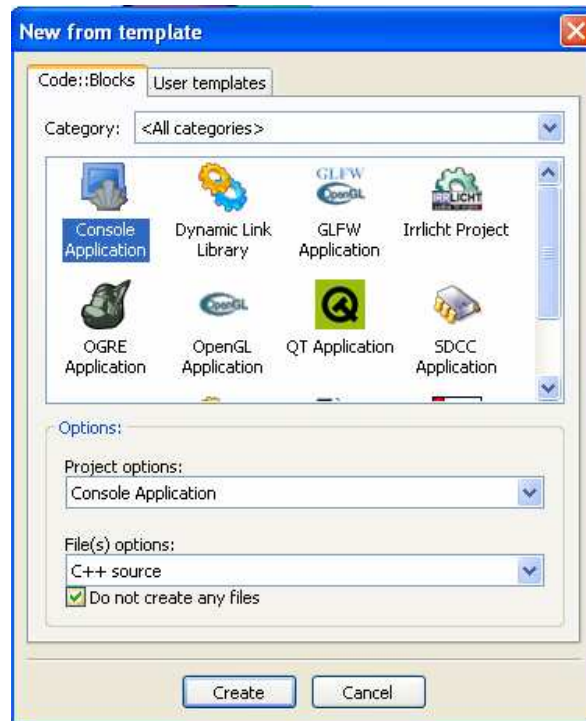 New from template
Code::Blocks
User templates
Category:
<All categories>
GLFW
OpenGL
IRRLICHT
Console
Application
Dynamic Link
Library
GLFW
Application
Irrlicht Project
OpenGL
OGRE
Application
OpenGL
Application
QT Application
SDCC
Application
Options:
Project options:
Console Application
File(s) options:
C++ source
Do not create any files
Create
Cancel